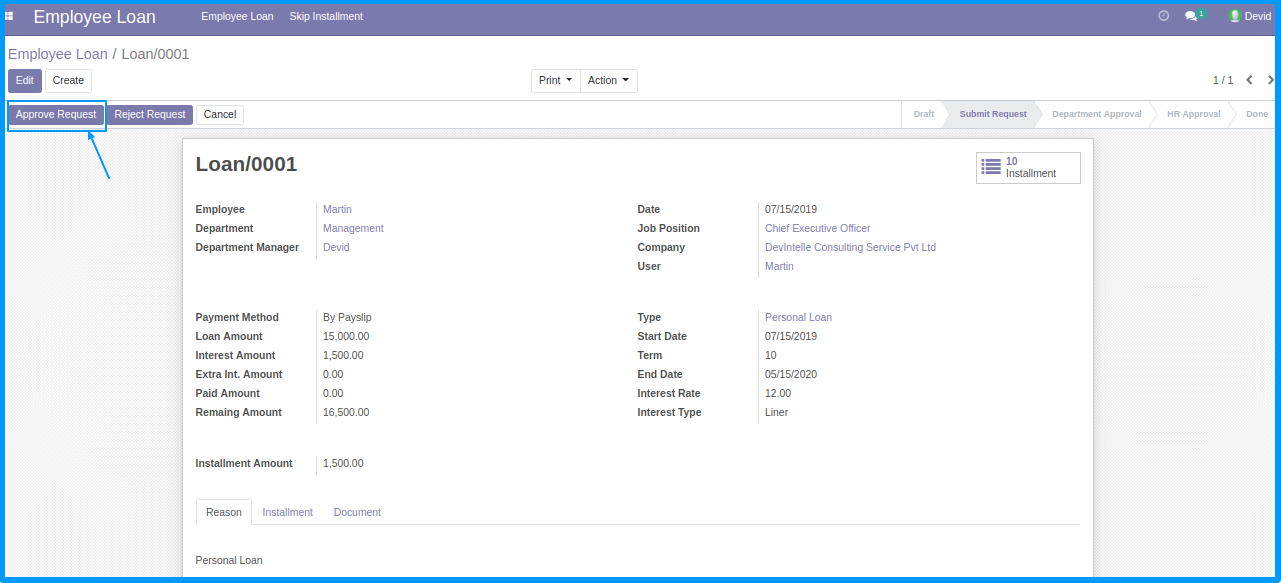 Employee Loan Employee Loan Skip Installment 1 Devid
Employee Loan / Loan/0001
Edit Create Print Action 1 / 1
Approve Request Reject Request Cancel Draft Submit Request Department Approval HR Approval Done
Loan/0001
10
Installment
Employee Martin Date 07/15/2019
Department Management Job Position Chief Executive Officer
Department Manager Devid Company DevIntelle Consulting Service Pvt Ltd
User Martin
Payment Method By Payslip Type Personal Loan
Loan Amount 15,000.00 Start Date 07/15/2019
Interest Amount 1,500.00 Term 10
Extra Int. Amount 0.00 End Date 05/15/2020
Paid Amount 0.00 Interest Rate 12.00
Remaing Amount 16,500.00 Interest Type Liner
Installment Amount 1,500.00
Reason Installment Document
Personal Loan